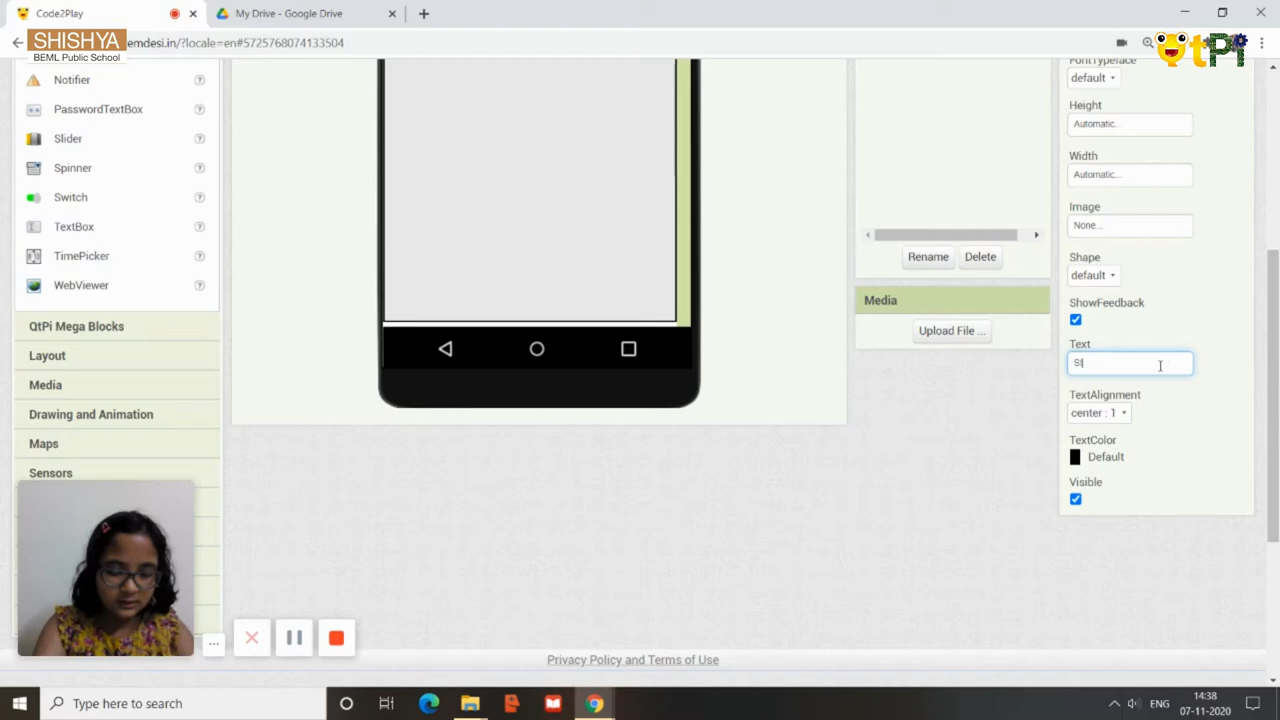 Code2Play
My Drive - Google Drive
SHISHYA
BEML Public School
emdesi.in/?locale=en#5725768074133504
QtPi
Notifier
PasswordTextBox
Slider
Spinner
Switch
TextBox
TimePicker
WebViewer
QtPi Mega Blocks
Layout
Media
Drawing and Animation
Maps
Sensors
Rename
Delete
Media
Upload File ...
FontTypeface
default
Height
Automatic...
Width
Automatic...
Image
None...
Shape
default
ShowFeedback
Text
St
TextAlignment
center : 1
TextColor
Default
Visible
Privacy Policy and Terms of Use
Type here to search
ENG
14:38
07-11-2020